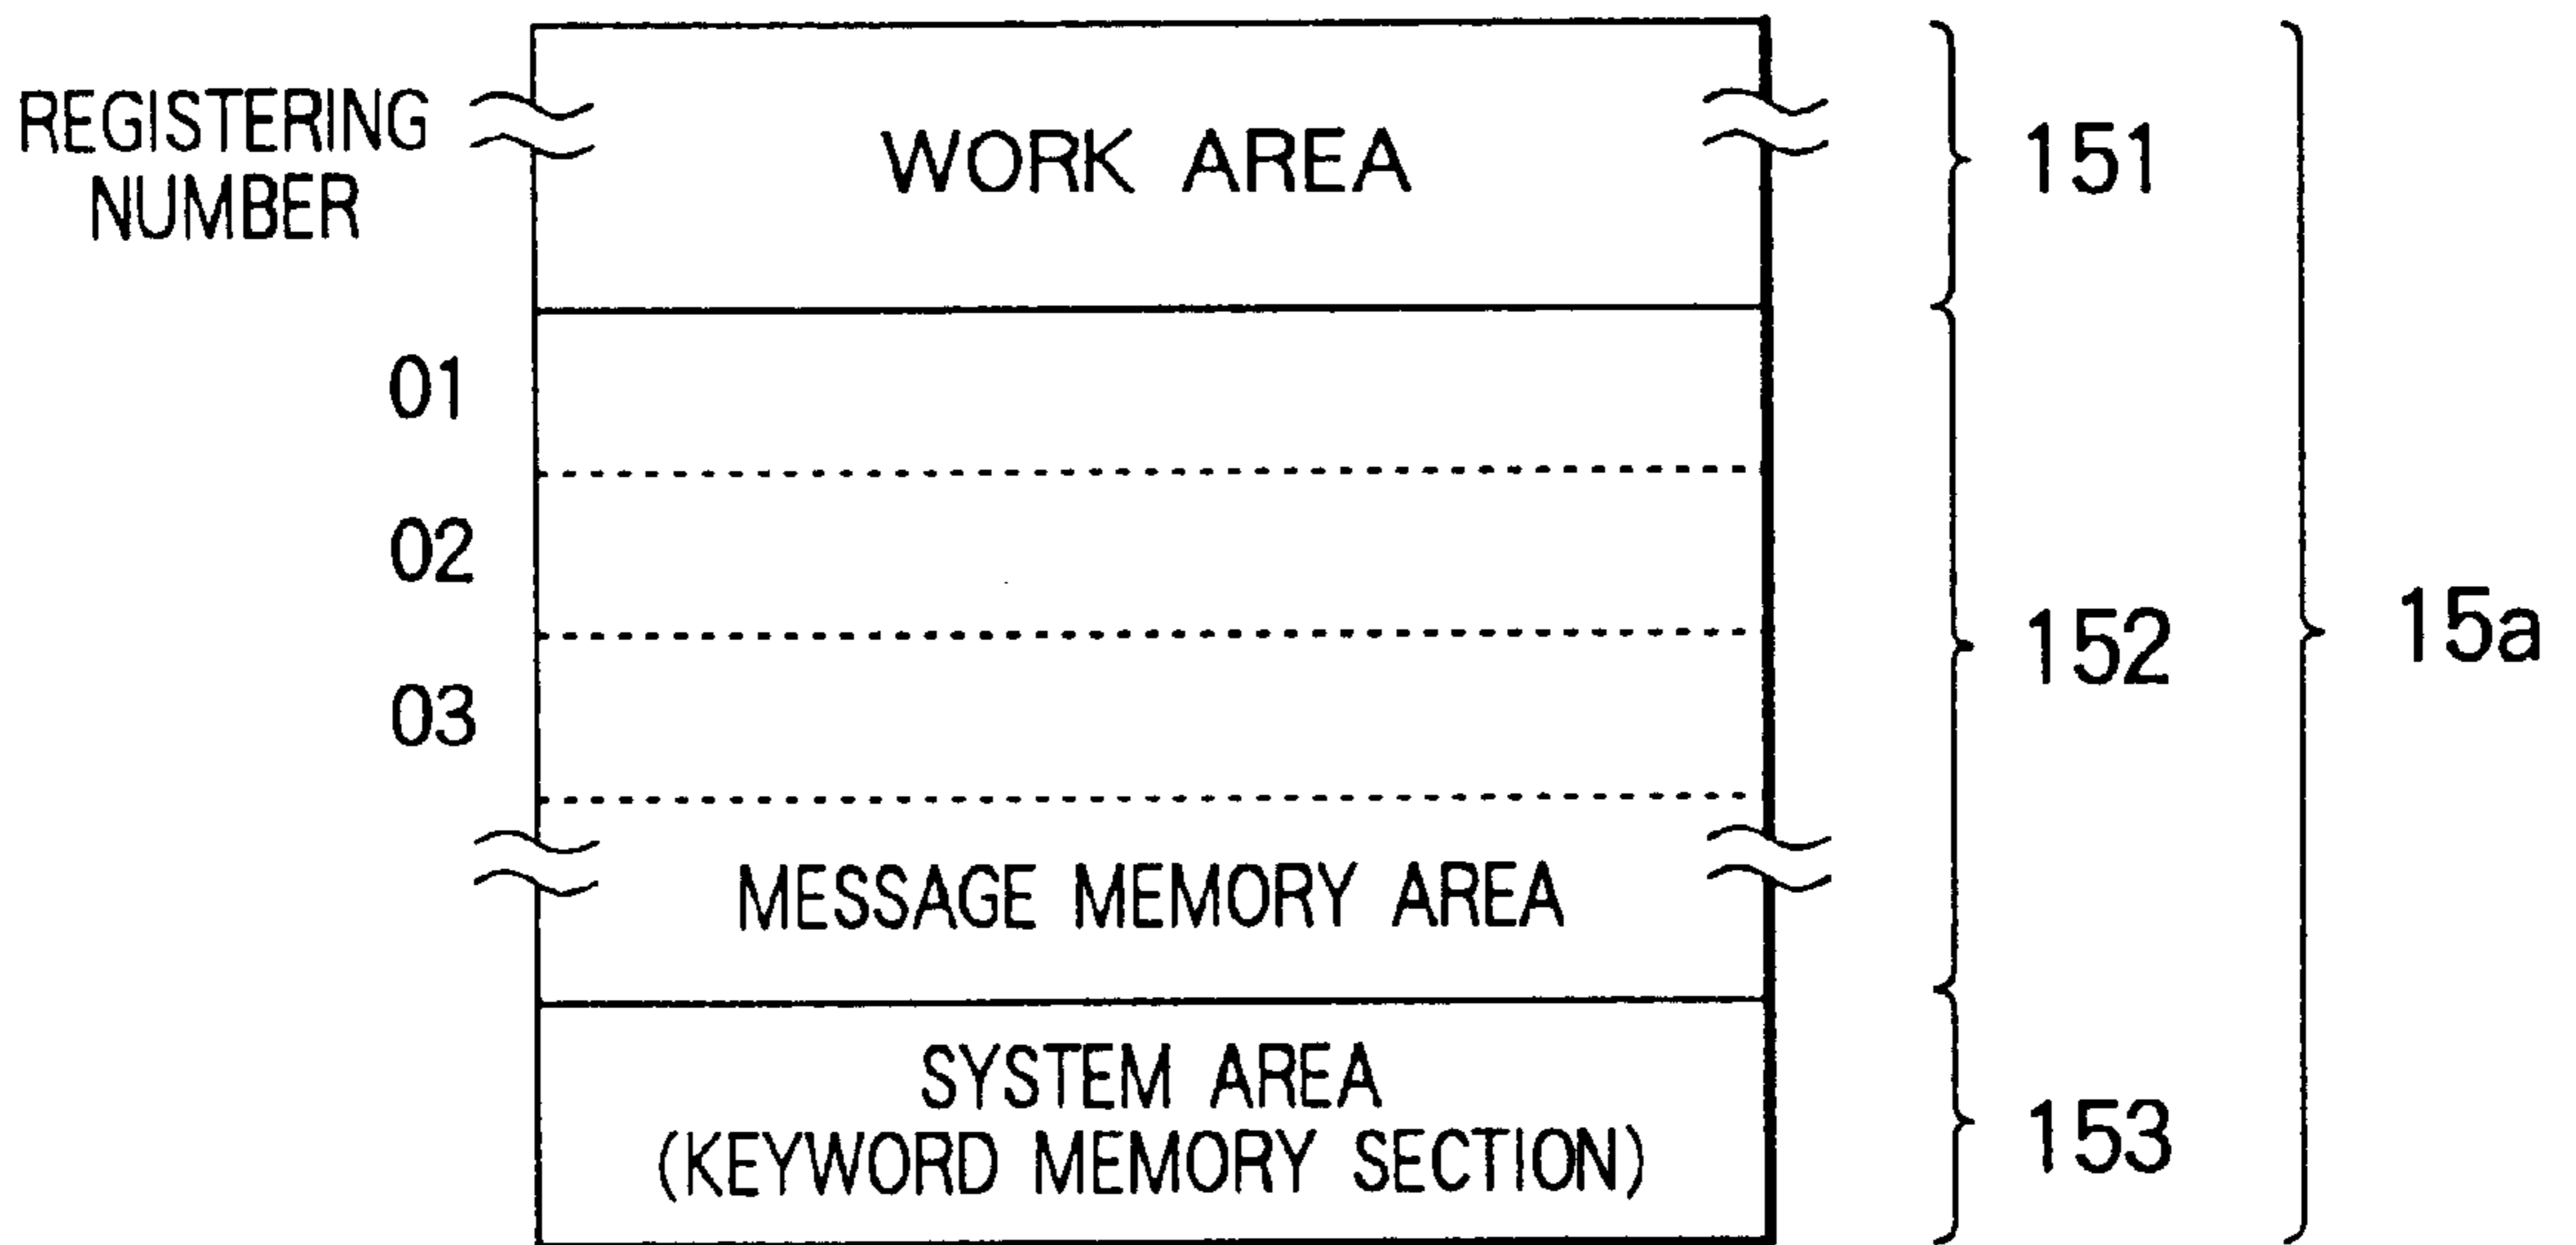 REGISTERING
NUMBER
WORK AREA
151
01
02
03
152
15a
MESSAGE MEMORY AREA
SYSTEM AREA
(KEYWORD MEMORY SECTION)
153